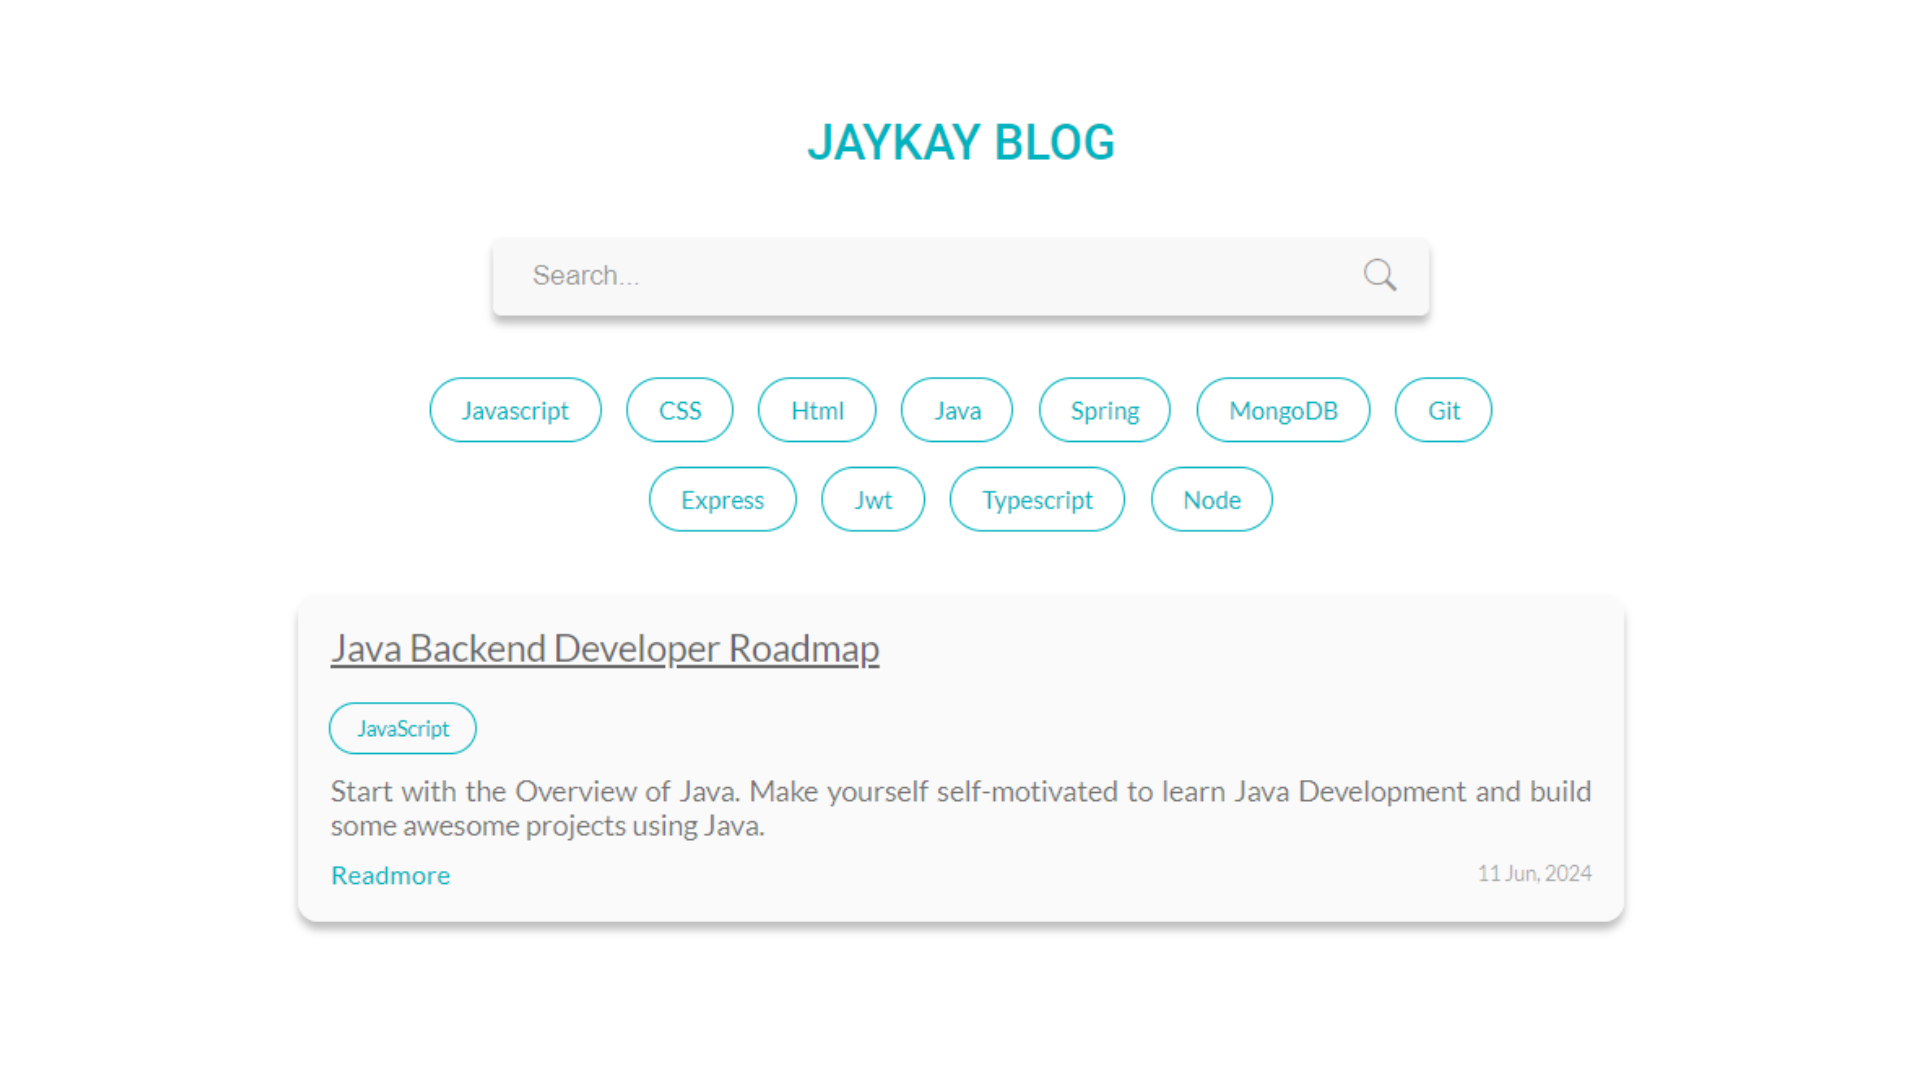 JAYKAY BLOG
Search...
Javascript CSS Html Java Spring MongoDB Git
Express Jwt Typescript Node
Java Backend Developer Roadmap
JavaScript
Start with the Overview of Java. Make yourself self-motivated to learn Java Development and build
some awesome projects using Java.
Readmore 11 Jun, 2024